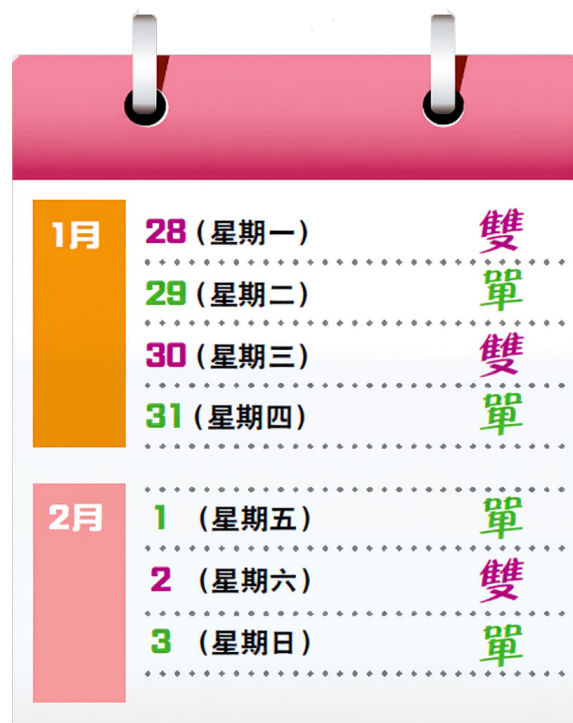 1月
28（星期一） 雙
29（星期二） 單
30（星期三） 雙
31（星期四） 單
2月
1 （星期五） 單
2 （星期六） 雙
3 （星期日） 單